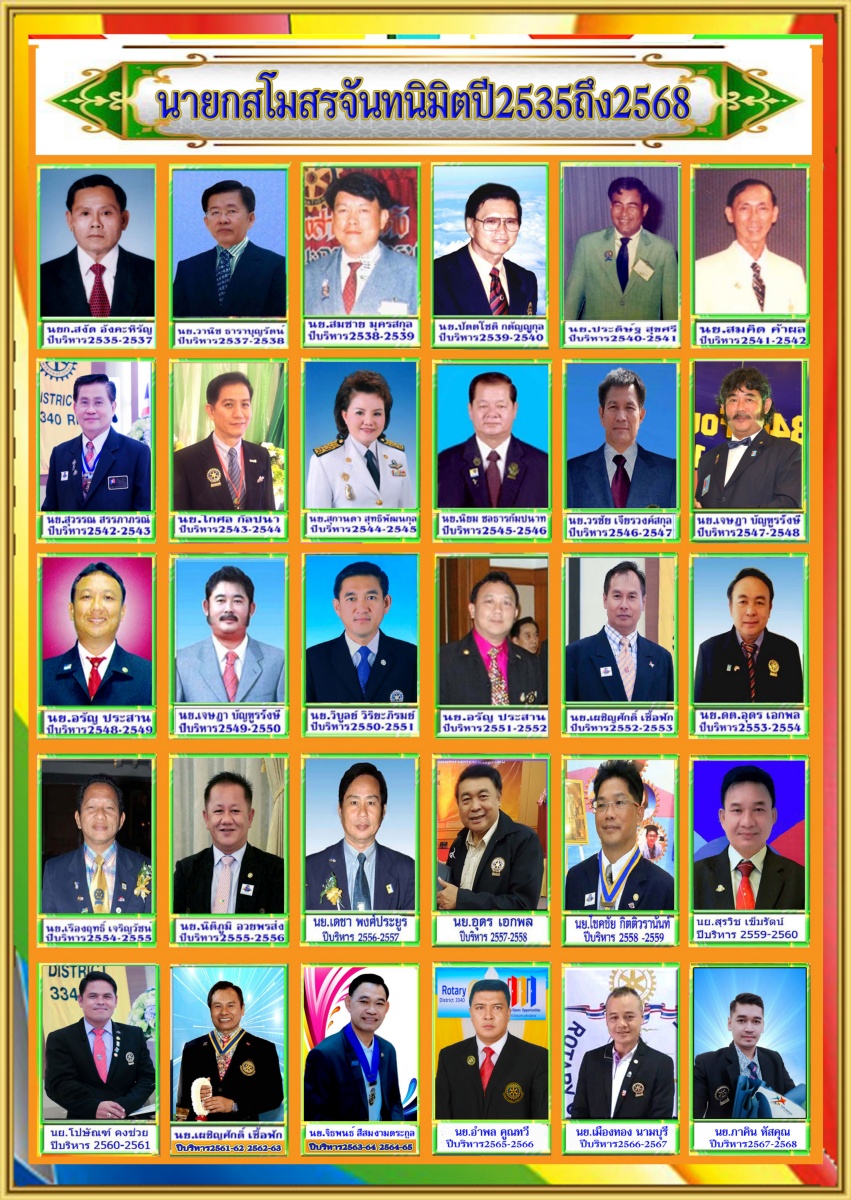 นายกสโมสรจันทนิมิตปี2535ถึง2568
นยก.สงัด อังคะหิรัญ
ปีบริหาร2535-2537
นย.วานิช ธาราบุญรัตน์
ปีบริหาร2537-2538
นย.สมชาย มุครสกุล
ปีบริหาร2538-2539
นย.ปัตตโชติ กตัญญกุล
ปีบริหาร2539-2540
นย.ประดิษฐ สุขศรี
ปีบริหาร2540-2541
นย.สมคิด ค้าผล
ปีบริหาร2541-2542
DISTRICT
3340
นย.สุวรรณ สรรภาภรณ์
ปีบริหาร2542-2543
นย.โกศล กัลปนา
ปีบริหาร2543-2544
นย.สุกานดา สุทธิพัฒนกุล
ปีบริหาร2544-2545
นย.นิยม ชลธารกัมปนาท
ปีบริหาร2545-2546
นย.วรชัย เจียรวงค์สกุล
ปีบริหาร2546-2547
นย.เจษฎา บัญฑูรรังษี
ปีบริหาร2547-2548
นย.อรัญ ประสาน
ปีบริหาร2548-2549
นย.เจษฎา บัญฑูรรังษี
ปีบริหาร2549-2550
นย.วิบูลย์ วิริยะภิรมย์
ปีบริหาร2550-2551
นย.อรัญ ประสาน
ปีบริหาร2551-2552
นย.เผชิญศักดิ์ เชื้อฟัก
ปีบริหาร2552-2553
นย.ดต.อุดร เอกพล
ปีบริหาร2553-2554
นย.เรืองฤทธิ์ เจริญวัชน
ปีบริหาร2554-2555
นย.นิติภูมิ อวยพรส่ง
ปีบริหาร2555-2556
นย.เดชา พงศ์ประยูร
ปีบริหาร 2556-2557
นย.อุดร เอกพล
ปีบริหาร 2557-2558
นย.โชคชัย กิตติวรานันท์
ปีบริหาร 2558 -2559
นย.สุรวิช เข็บรัตน์
ปีบริหาร 2559-2560
DISTRICT
3340
นย.โปษัณฑ์ คงช่วย
ปีบริหาร 2560-2561
นย.เผชิญศักดิ์ เชื้อฟัก
ปีบริหาร2561-62 2562-63
นย.จิรพนธ์ สีสมงามตระกูล
ปีบริหาร2563-64 2564-65
Rotary
District 3340
นย.อำพล คูณทวี
ปีบริหาร2565-2566
ROTARY
นย.เมืองทอง นามบุรี
ปีบริหาร2566-2567
นย.ภาคิน หัสคุณ
ปีบริหาร2567-2568